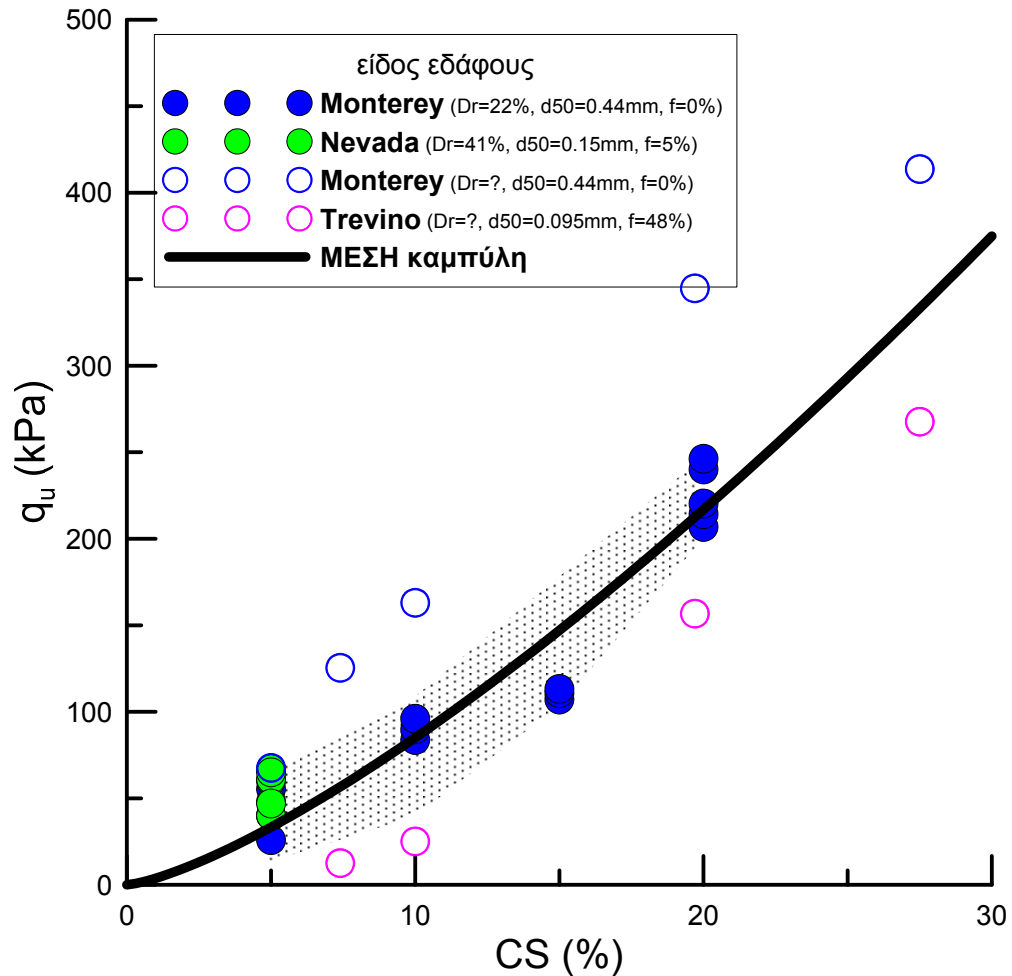 500
400
300
200
100
0
q_u (kPa)
είδος εδάφους
Monterey (Dr=22%, d50=0.44mm, f=0%)
Nevada (Dr=41%, d50=0.15mm, f=5%)
Monterey (Dr=?, d50=0.44mm, f=0%)
Trevino (Dr=?, d50=0.095mm, f=48%)
ΜΕΣΗ καμπύλη
0 10 20 30
CS (%)